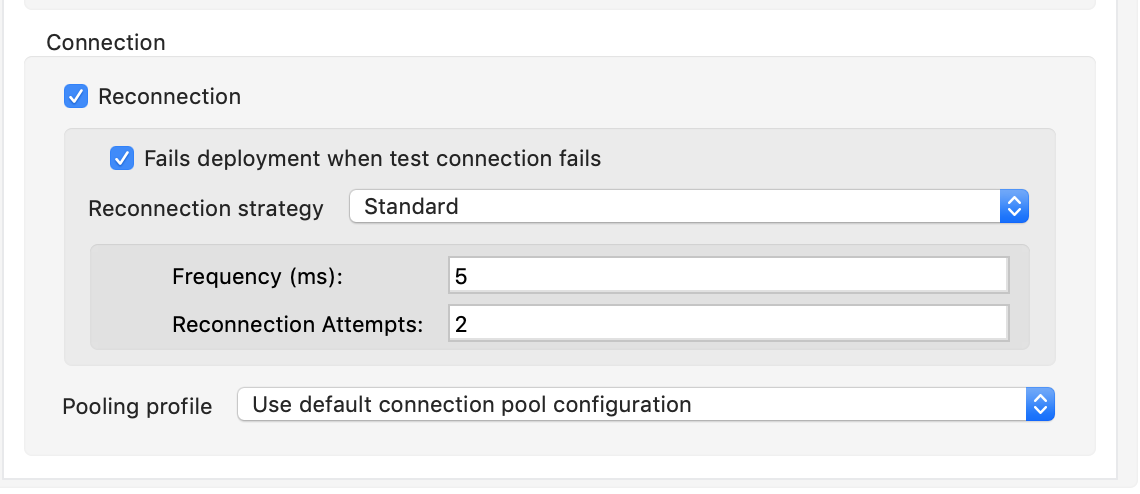 Connection
Reconnection
Fails deployment when test connection fails
Reconnection strategy Standard
Frequency (ms): 5
Reconnection Attempts: 2
Pooling profile Use default connection pool configuration